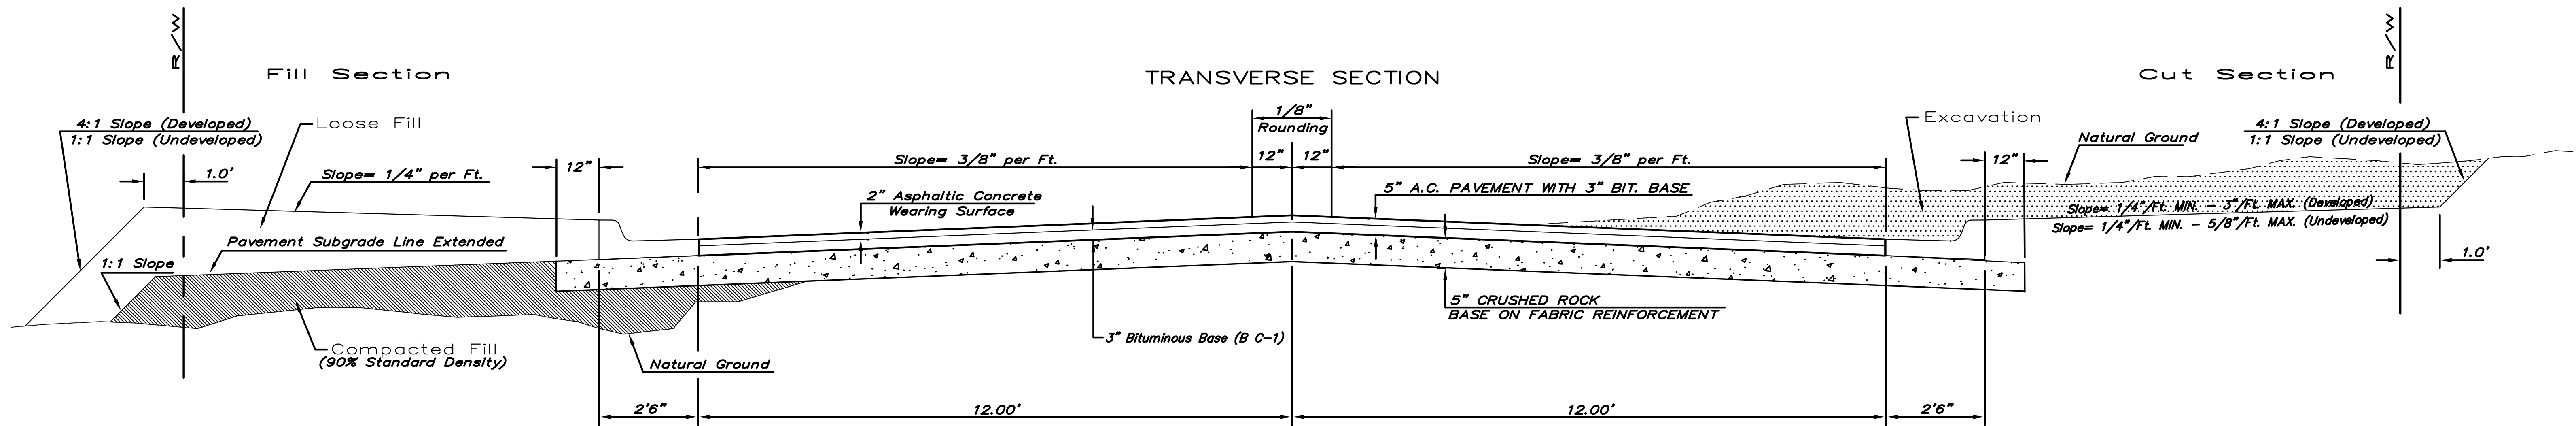 R/W
R/W
Fill Section
TRANSVERSE SECTION
Cut Section
1/8"
Rounding
4:1 Slope (Developed)
1:1 Slope (Undeveloped)
Loose Fill
Excavation
Natural Ground
4:1 Slope (Developed)
1:1 Slope (Undeveloped)
1.0'
Slope= 1/4" per Ft.
12"
Slope= 3/8" per Ft.
12"
12"
Slope= 3/8" per Ft.
12"
2" Asphaltic Concrete
Wearing Surface
5" A.C. PAVEMENT WITH 3" BIT. BASE
Slope= 1/4"/Ft. MIN. - 3"/Ft. MAX. (Developed)
Slope= 1/4"/Ft. MIN. - 5/8"/Ft. MAX. (Undeveloped)
Pavement Subgrade Line Extended
1:1 Slope
1.0'
5" CRUSHED ROCK
BASE ON FABRIC REINFORCEMENT
3" Bituminous Base (B C-1)
Compacted Fill
(90% Standard Density)
Natural Ground
2'6"
12.00'
12.00'
2'6"